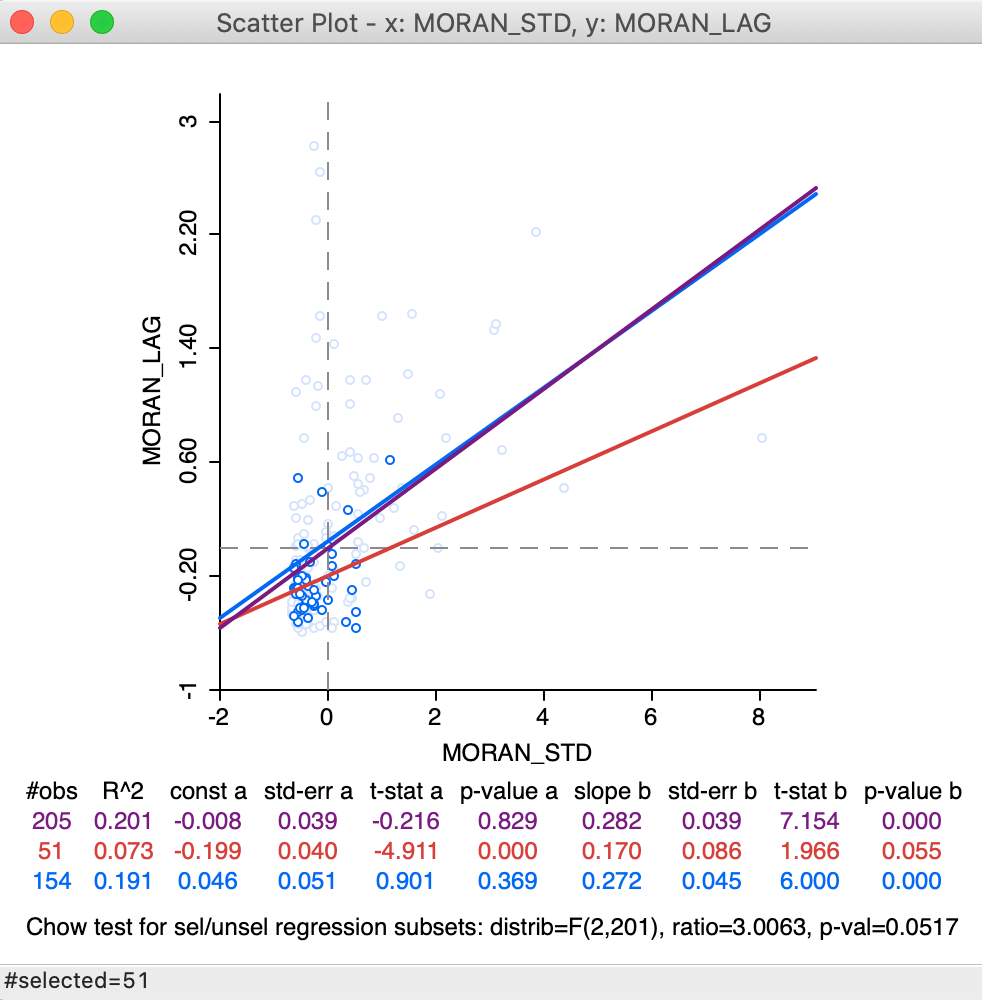 Scatter Plot - x: MORAN_STD, y: MORAN_LAG
3
2.20
1.40
0.60
-0.20
-1
MORAN_LAG
-2 0 2 4 6 8
MORAN_STD
#obs R^2 const a std-err a t-stat a p-value a slope b std-err b t-stat b p-value b
205 0.201 -0.008 0.039 -0.216 0.829 0.282 0.039 7.154 0.000
51 0.073 -0.199 0.040 -4.911 0.000 0.170 0.086 1.966 0.055
154 0.191 0.046 0.051 0.901 0.369 0.272 0.045 6.000 0.000
Chow test for sel/unsel regression subsets: distrib=F(2,201), ratio=3.0063, p-val=0.0517
#selected=51